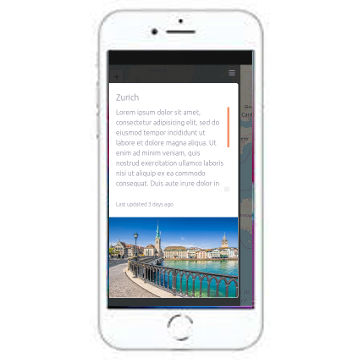 Zurich
Lorem ipsum dolor sit amet,
consectetur adipisicing elit, sed do
eiusmod tempor incididunt ut
labore et dolore magna aliqua. Ut
enim ad minim veniam, quis
nostrud exercitation ullamco laboris
nisi ut aliquip ex ea commodo
consequat. Duis aute irure dolor in
Last updated 3 days ago